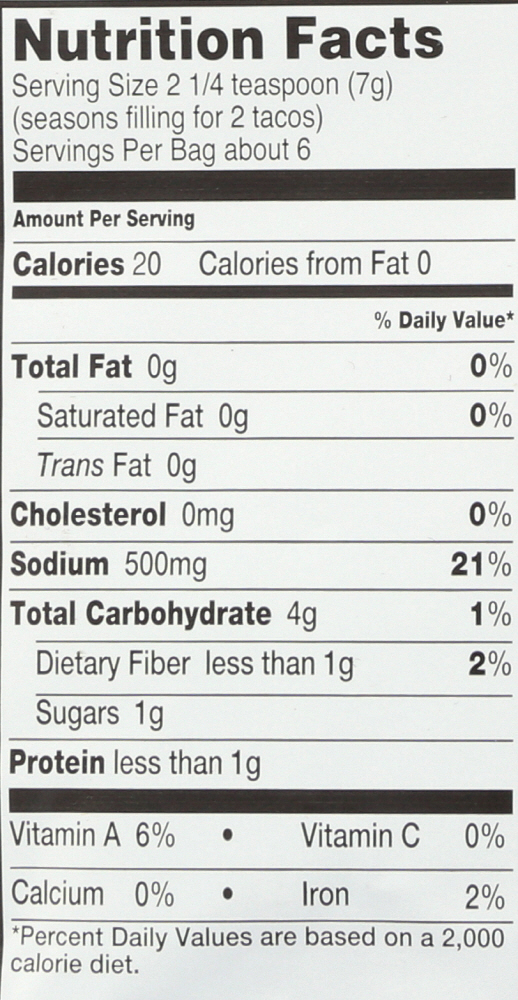 Nutrition Facts
Serving Size 2 1/4 teaspoon (7g)
(seasons filling for 2 tacos)
Servings Per Bag about 6
Amount Per Serving
Calories 20 Calories from Fat 0
% Daily Value*
Total Fat 0g 0%
Saturated Fat 0g 0%
Trans Fat 0g
Cholesterol 0mg 0%
Sodium 500mg 21%
Total Carbohydrate 4g 1%
Dietary Fiber less than 1g 2%
Sugars 1g
Protein less than 1g
Vitamin A 6% • Vitamin C 0%
Calcium 0% • Iron 2%
*Percent Daily Values are based on a 2,000
calorie diet.